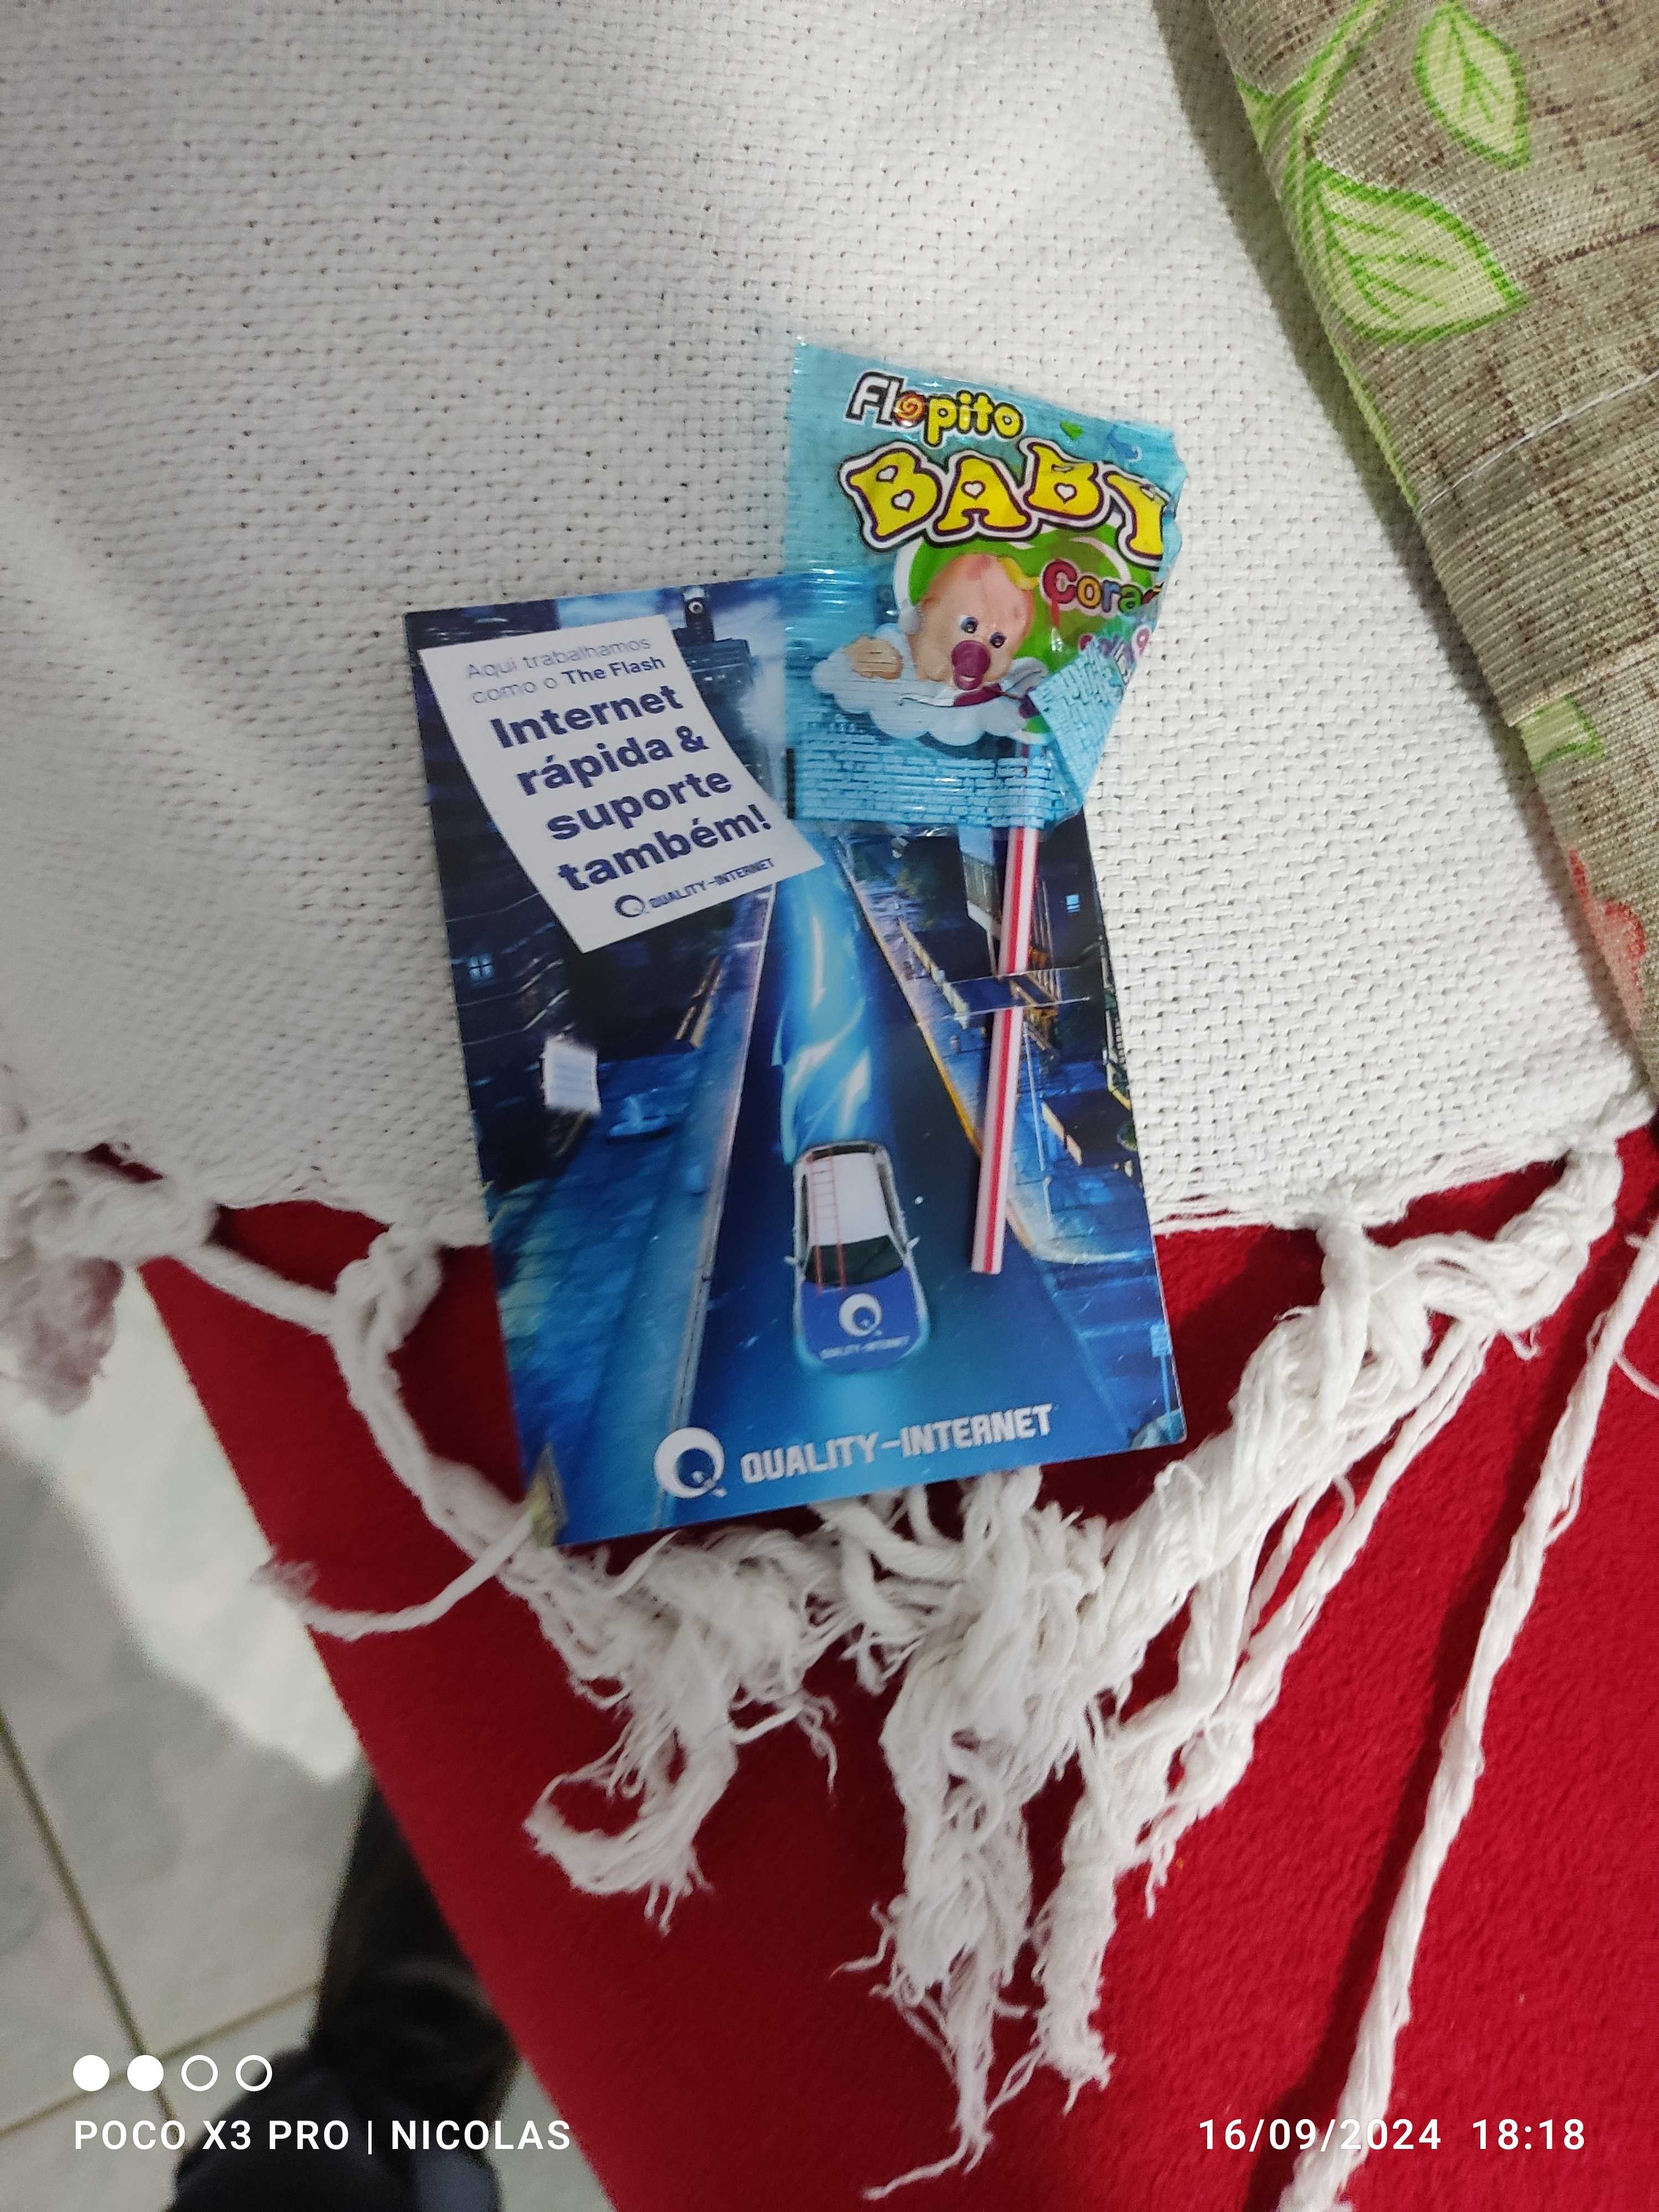 Flopito
BABY
Aqui trabalhamos
como o The Flash
Internet
rápida &
suporte
também!
QUALITY-INTERNET
QUALITY-INTERNET
QUALITY-INTERNET
POCO X3 PRO | NICOLAS
16/09/2024 18:18